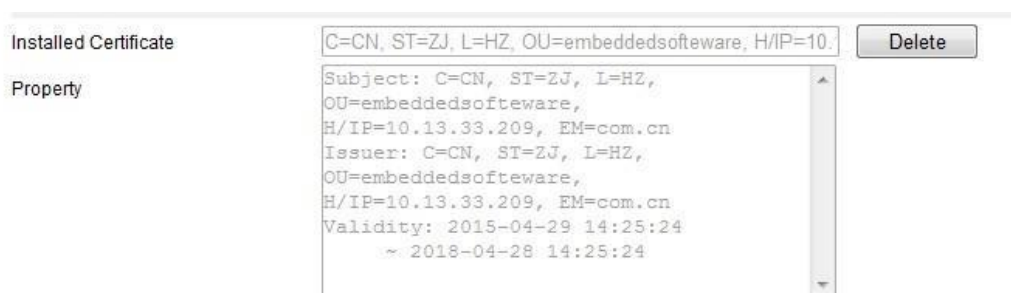 Installed Certificate
C=CN, ST=ZJ, L=HZ, OU=embeddedsofteware, H/IP=10.
Delete
Property
Subject: C=CN, ST=ZJ, L=HZ,
OU=embeddedsofteware,
H/IP=10.13.33.209, EM=com.cn
Issuer: C=CN, ST=ZJ, L=HZ,
OU=embeddedsofteware,
H/IP=10.13.33.209, EM=com.cn
Validity: 2015-04-29 14:25:24
~ 2018-04-28 14:25:24